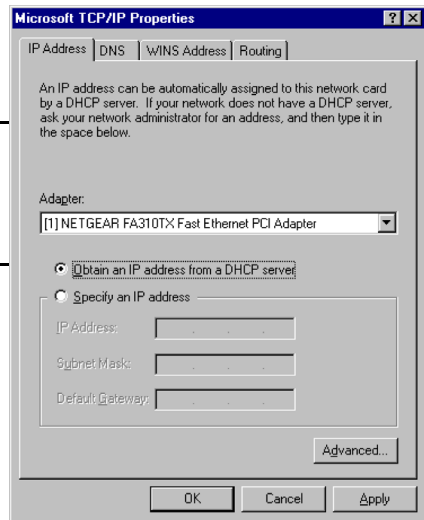 Microsoft TCP/IP Properties
IP Address DNS WINS Address Routing
An IP address can be automatically assigned to this network card
by a DHCP server. If your network does not have a DHCP server,
ask your network administrator for an address, and then type it in
the space below.
Adapter:
[1] NETGEAR FA310TX Fast Ethernet PCI Adapter
Obtain an IP address from a DHCP server
Specify an IP address
IP Address:
Subnet Mask:
Default Gateway:
Advanced...
OK Cancel Apply